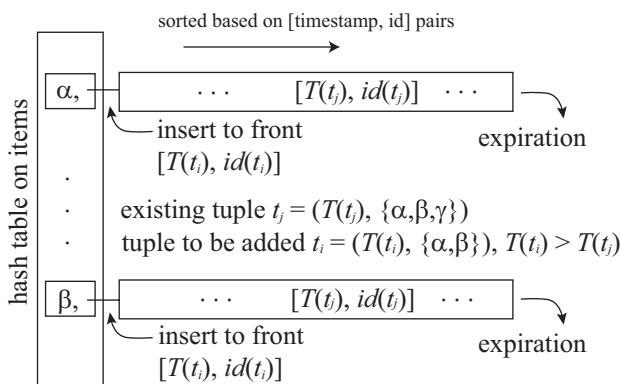 sorted based on [timestamp, id] pairs
hash table on items
α,
· · · [T(tⱼ), id(tⱼ)] · · ·
insert to front
[T(tᵢ), id(tᵢ)]
expiration
existing tuple tⱼ = (T(tⱼ), {α,β,γ})
tuple to be added tᵢ = (T(tᵢ), {α,β}), T(tᵢ) > T(tⱼ)
β,
· · · [T(tⱼ), id(tⱼ)] · · ·
insert to front
[T(tᵢ), id(tᵢ)]
expiration